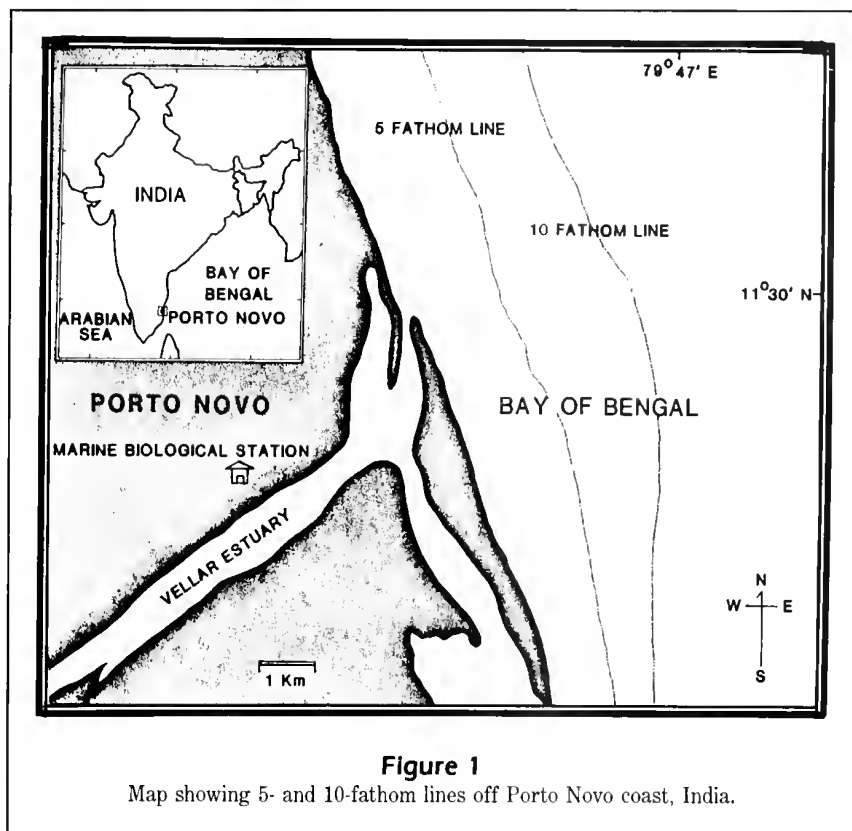 79° 47' E
5 FATHOM LINE
INDIA
10 FATHOM LINE
BAY OF
BENGAL
11° 30' N
ARABIAN
SEA
PORTO NOVO
PORTO NOVO
BAY OF BENGAL
MARINE BIOLOGICAL STATION
VELLAR ESTUARY
N
W E
S
1 Km
Figure 1
Map showing 5- and 10-fathom lines off Porto Novo coast, India.